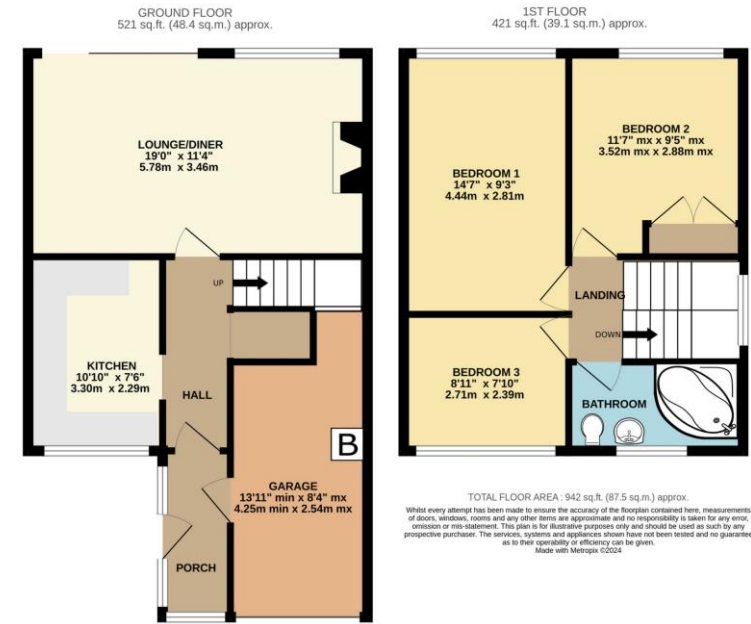 GROUND FLOOR
521 sq.ft. (48.4 sq.m.) approx.
LOUNGE/DINER
19'0" x 11'4"
5.78m x 3.46m
UP
KITCHEN
10'10" x 7'6"
3.30m x 2.29m
HALL
B
GARAGE
13'11" min x 8'4" mx
4.25m min x 2.54m mx
PORCH
1ST FLOOR
421 sq.ft. (39.1 sq.m.) approx.
BEDROOM 2
11'7" mx x 9'5" mx
3.52m mx x 2.88m mx
BEDROOM 1
14'7" x 9'3"
4.44m x 2.81m
LANDING
DOWN
BEDROOM 3
8'11" x 7'10"
2.71m x 2.39m
BATHROOM
TOTAL FLOOR AREA : 942 sq.ft. (87.5 sq.m.) approx.
Whilst every attempt has been made to ensure the accuracy of the floorplan contained here, measurements
of doors, windows, rooms and any other items are approximate and no responsibility is taken for any error,
omission or mis-statement. This plan is for illustrative purposes only and should be used as such by any
prospective purchaser. The services, systems and appliances shown have not been tested and no guarantee
as to their operability or efficiency can be given.
Made with Metropix ©2024